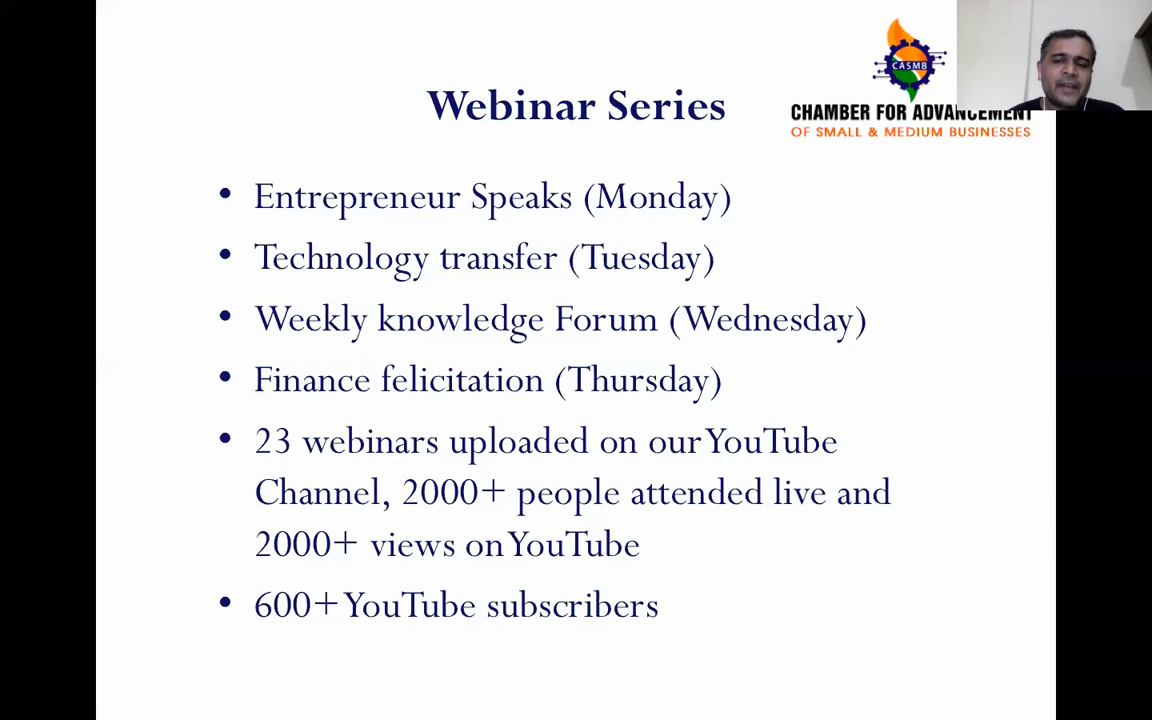 CASMB
Webinar Series
CHAMBER FOR ADVANCEMENT
OF SMALL & MEDIUM BUSINESSES
• Entrepreneur Speaks (Monday)
• Technology transfer (Tuesday)
• Weekly knowledge Forum (Wednesday)
• Finance felicitation (Thursday)
• 23 webinars uploaded on our YouTube
Channel, 2000+ people attended live and
2000+ views on YouTube
• 600+ YouTube subscribers